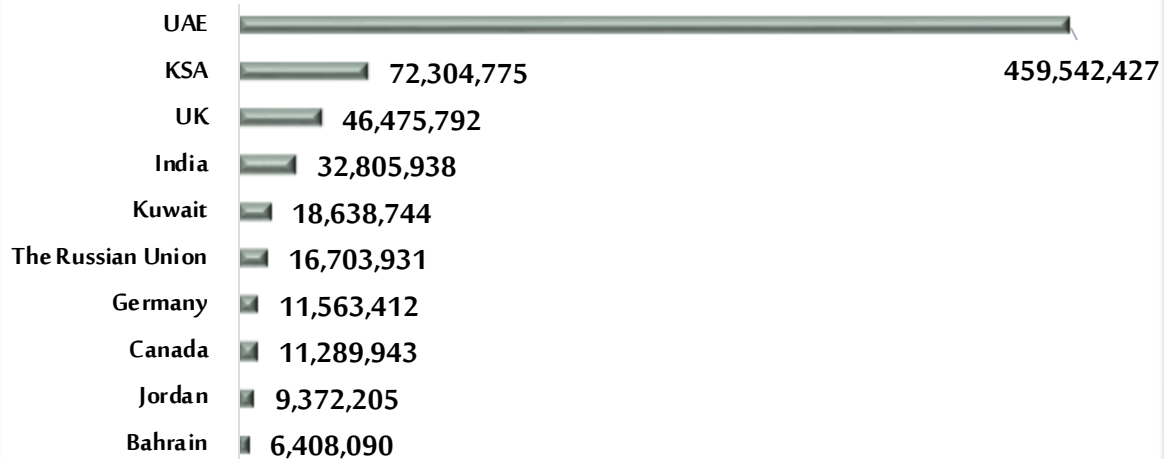 UAE
459,542,427
KSA 72,304,775
UK 46,475,792
India 32,805,938
Kuwait 18,638,744
The Russian Union 16,703,931
Germany 11,563,412
Canada 11,289,943
Jordan 9,372,205
Bahrain 6,408,090